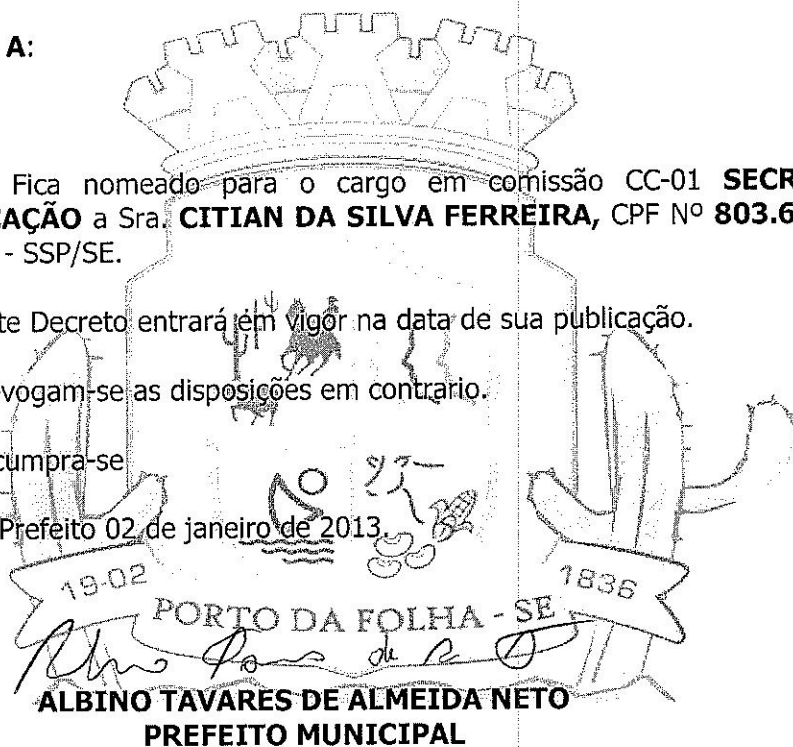 A:
Fica nomeado para o cargo em comissão CC-01 SECR
AÇÃO a Sra. CITIAN DA SILVA FERREIRA, CPF Nº 803.6
- SSP/SE.
te Decreto entrará em vigor na data de sua publicação.
vogam-se as disposições em contrario.
cumpra-se
Prefeito 02 de janeiro de 2013.
19-02
1836
PORTO DA FOLHA - SE
ALBINO TAVARES DE ALMEIDA NETO
PREFEITO MUNICIPAL